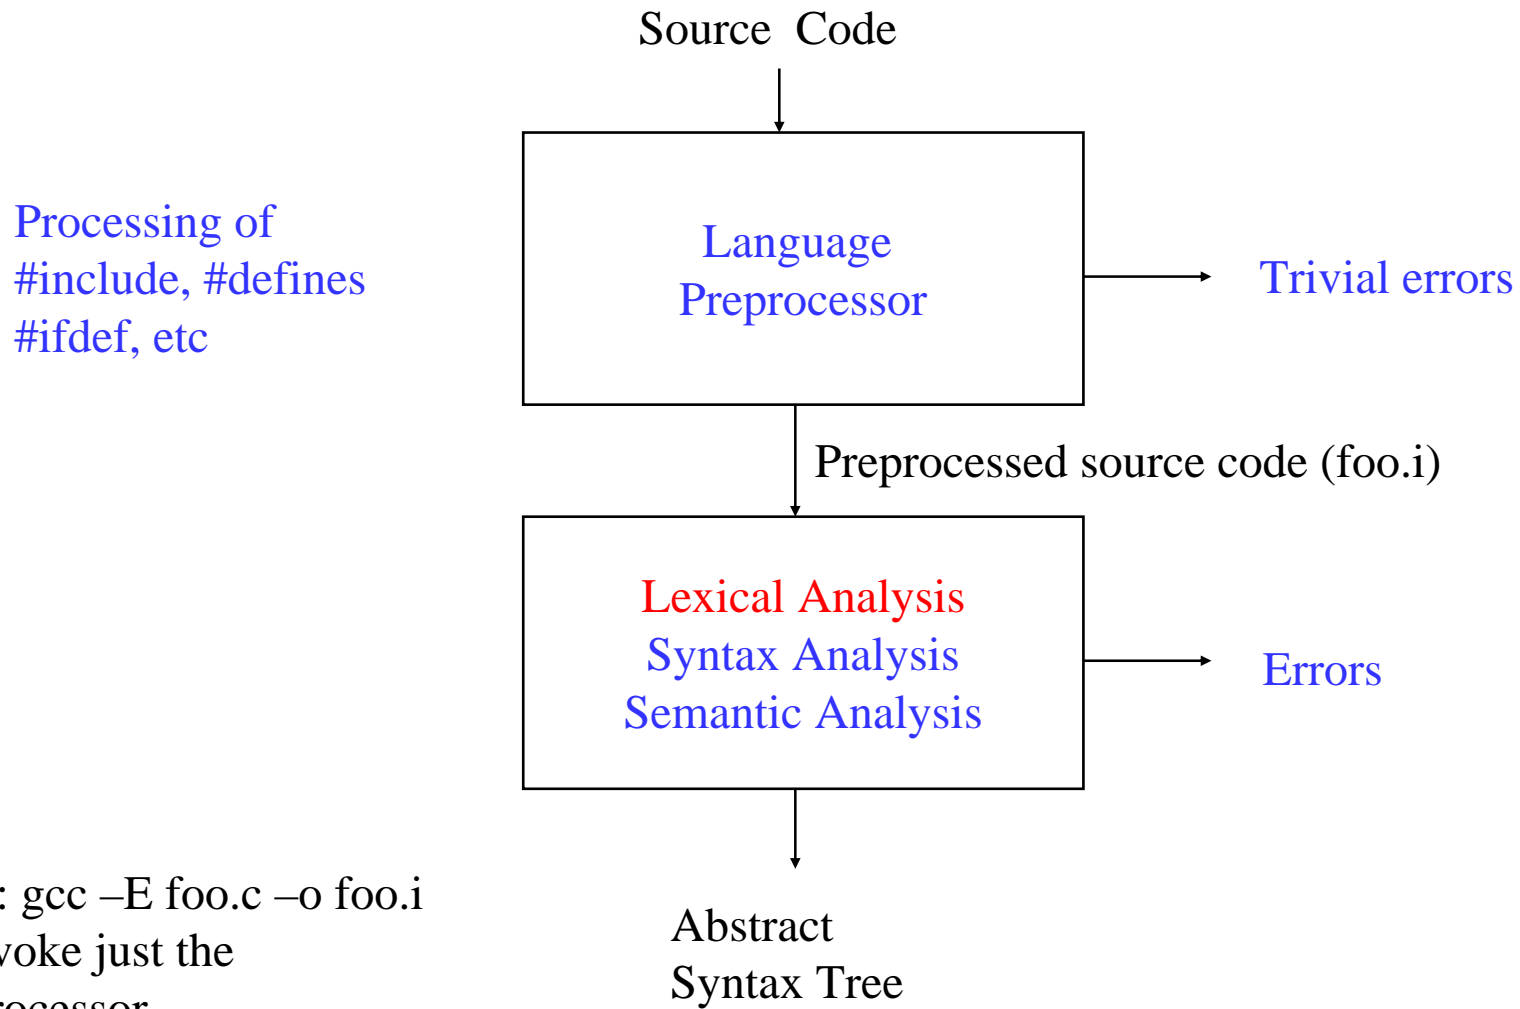 Source Code
Processing of
#include, #defines
#ifdef, etc
Language
Preprocessor
Trivial errors
Preprocessed source code (foo.i)
Lexical Analysis
Syntax Analysis
Semantic Analysis
Errors
: gcc –E foo.c –o foo.i
voke just the
rocessor
Abstract
Syntax Tree